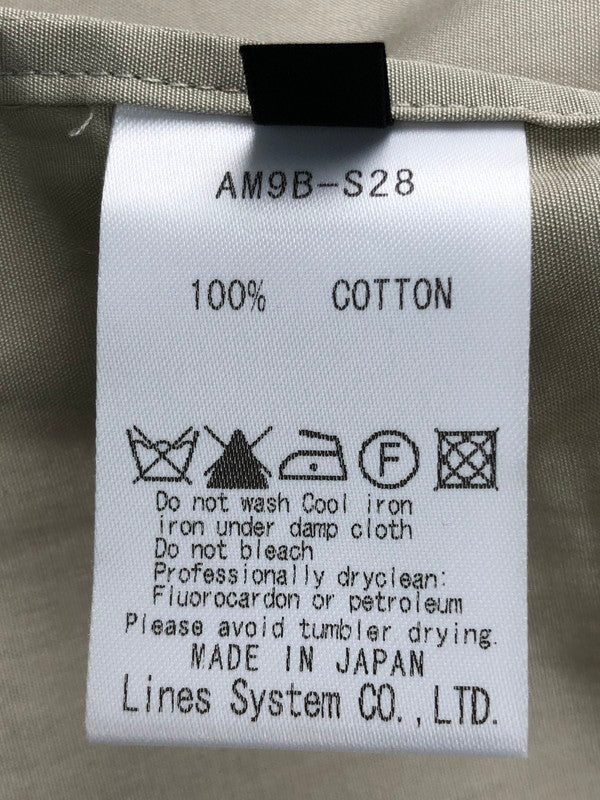 AM9B-S28
100% COTTON
F
Do not wash Cool iron
iron under damp cloth
Do not bleach
Professionally dryclean:
Fluorocardon or petroleum
Please avoid tumbler drying.
MADE IN JAPAN
Lines System CO.,LTD.